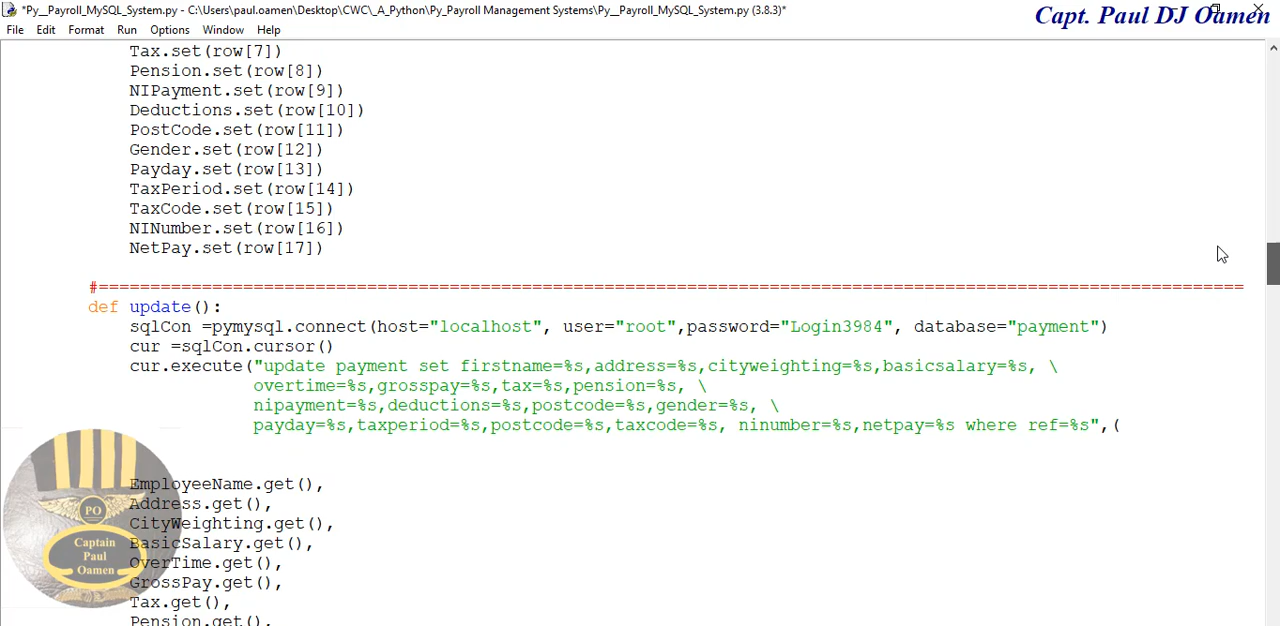 *Py__Payroll_MySQL_System.py - C:\Users\paul.oamen\Desktop\CWC\_A_Python\Py_Payroll Management Systems\Py__Payroll_MySQL_System.py (3.8.3)*
Capt. Paul DJ Oamen
File Edit Format Run Options Window Help
Tax.set(row[7])
Pension.set(row[8])
NIPayment.set(row[9])
Deductions.set(row[10])
PostCode.set(row[11])
Gender.set(row[12])
Payday.set(row[13])
TaxPeriod.set(row[14])
TaxCode.set(row[15])
NINumber.set(row[16])
NetPay.set(row[17])
#===============================================================================================================
def update():
sqlCon =pymysql.connect(host="localhost", user="root",password="Login3984", database="payment")
cur =sqlCon.cursor()
cur.execute("update payment set firstname=%s,address=%s,cityweighting=%s,basicsalary=%s, \
overtime=%s,grosspay=%s,tax=%s,pension=%s, \
nipayment=%s,deductions=%s,postcode=%s,gender=%s, \
payday=%s,taxperiod=%s,postcode=%s,taxcode=%s, ninumber=%s,netpay=%s where ref=%s",(
EmployeeName.get(),
Address.get(),
CityWeighting.get(),
BasicSalary.get(),
OverTime.get(),
GrossPay.get(),
Tax.get(),
Pension.get(),
PO
Captain
Paul
Oamen